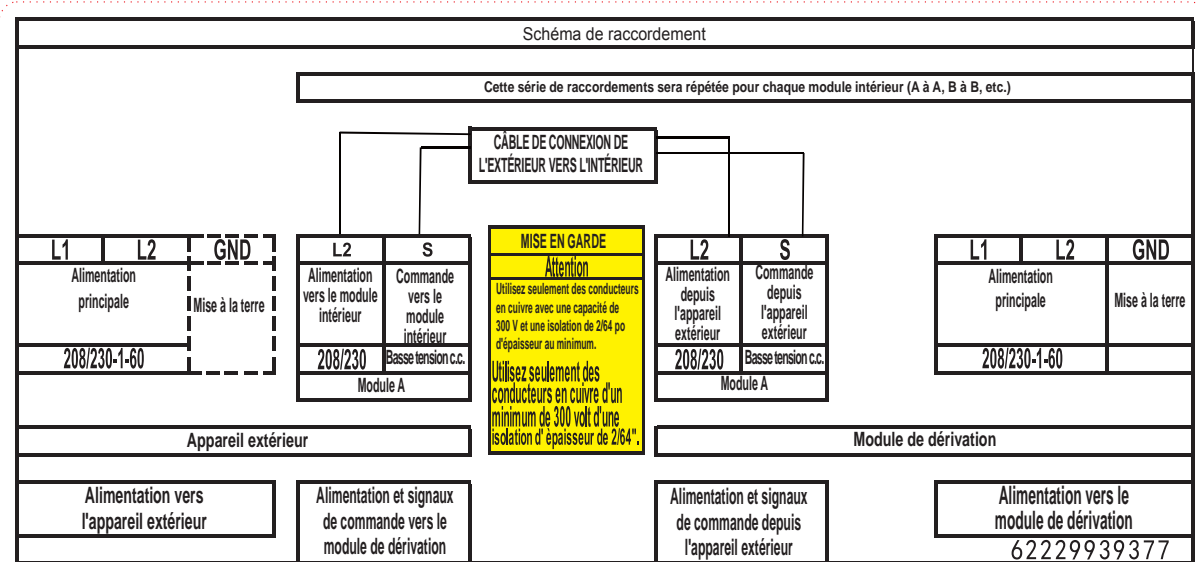 Schéma de raccordement
Cette série de raccordements sera répétée pour chaque module intérieur (A à A, B à B, etc.)
CÂBLE DE CONNEXION DE
L'EXTÉRIEUR VERS L'INTÉRIEUR
L1 L2 GND
Alimentation
principale
Mise à la terre
208/230-1-60
L2 S
Alimentation
vers le module
intérieur
Commande
vers le
module
intérieur
208/230 Basse tension c.c.
Module A
MISE EN GARDE
Attention
Utilisez seulement des conducteurs
en cuivre avec une capacité de
300 V et une isolation de 2/64 po
d'épaisseur au minimum.
Utilisez seulement des
conducteurs en cuivre d'un
minimum de 300 volt d'une
isolation d' èpaisseur de 2/64".
L2 S
Alimentation
depuis
l'appareil
extérieur
Commande
depuis
l'appareil
extérieur
208/230 Basse tension c.c.
Module A
L1 L2 GND
Alimentation
principale
Mise à la terre
208/230-1-60
Appareil extérieur
Module de dérivation
Alimentation vers
l'appareil extérieur
Alimentation et signaux
de commande vers le
module de dérivation
Alimentation et signaux
de commande depuis
l'appareil extérieur
Alimentation vers le
module de dérivation
62229939377